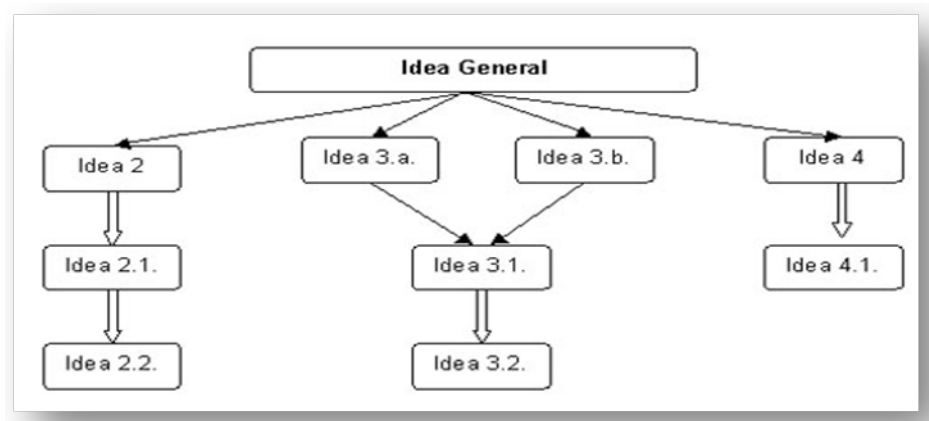 Idea General
Idea 2
Idea 3.a.
Idea 3.b.
Idea 4
Idea 2.1.
Idea 3.1.
Idea 4.1.
Idea 2.2.
Idea 3.2.